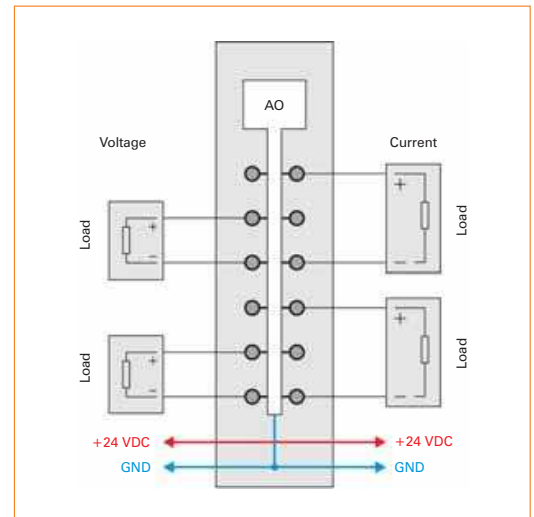 AO
Voltage
Current
Load
+
−
+
−
Load
Load
+
−
+
−
Load
+24 VDC
+24 VDC
GND
GND